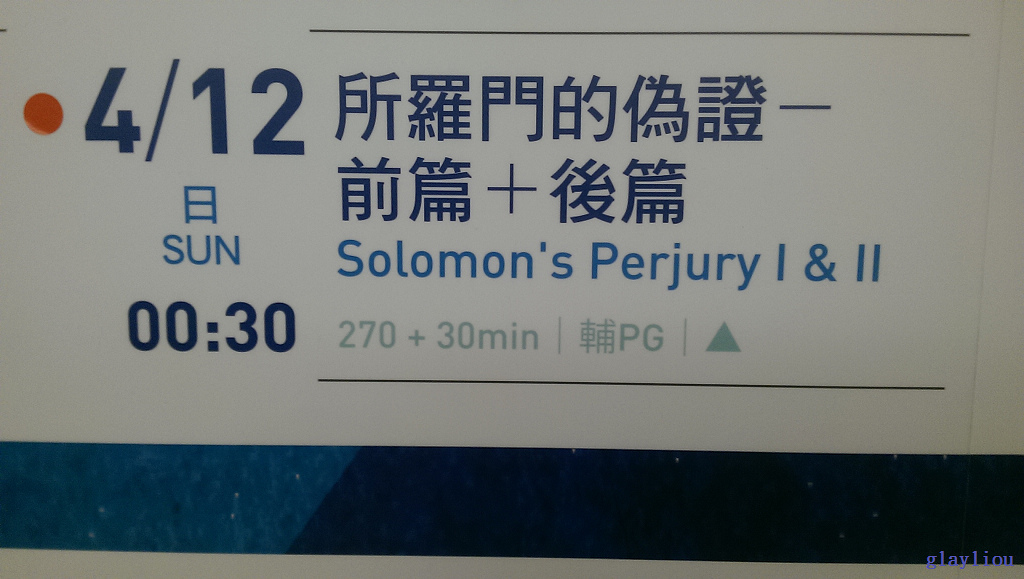 4/12
日
SUN
00:30
所羅門的偽證－
前篇＋後篇
Solomon's Perjury I & II
270 + 30min｜輔PG｜▲
glayliou